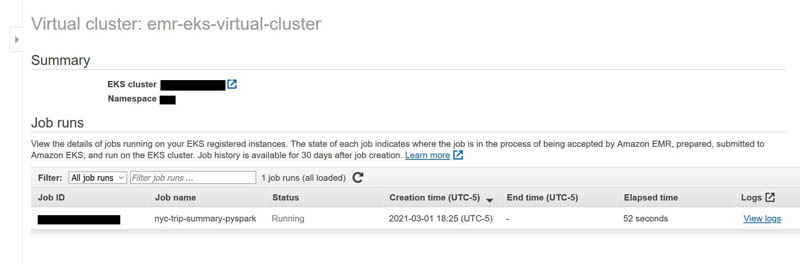 Virtual cluster: emr-eks-virtual-cluster
Summary
EKS cluster
Namespace
Job runs
View the details of jobs running on your EKS registered instances. The state of each job indicates where the job is in the process of being accepted by Amazon EMR, prepared, submitted to
Amazon EKS, and run on the EKS cluster. Job history is available for 30 days after job creation. Learn more
Filter: All job runs Filter job runs ... 1 job runs (all loaded)
Job ID Job name Status Creation time (UTC-5) End time (UTC-5) Elapsed time Logs
nyc-trip-summary-pyspark Running 2021-03-01 18:25 (UTC-5) - 52 seconds View logs